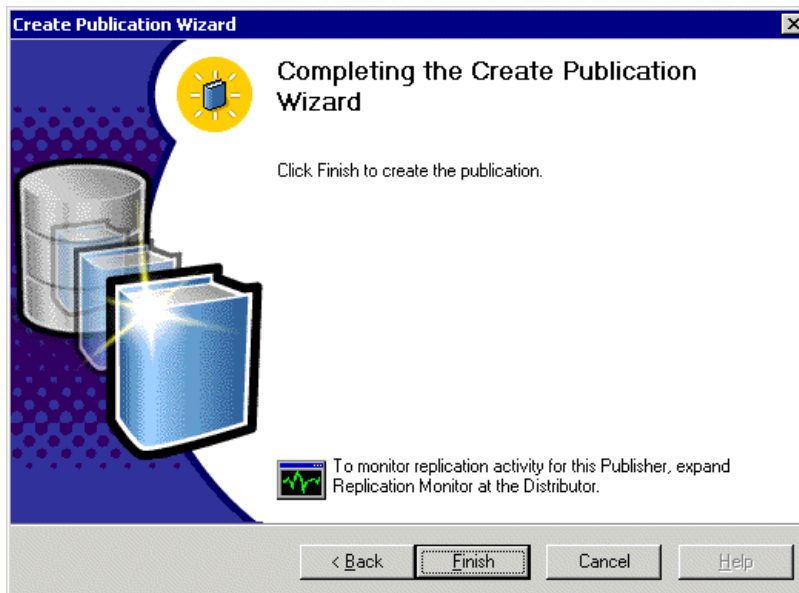 Create Publication Wizard
Completing the Create Publication
Wizard
Click Finish to create the publication.
To monitor replication activity for this Publisher, expand
Replication Monitor at the Distributor.
< Back
Finish
Cancel
Help